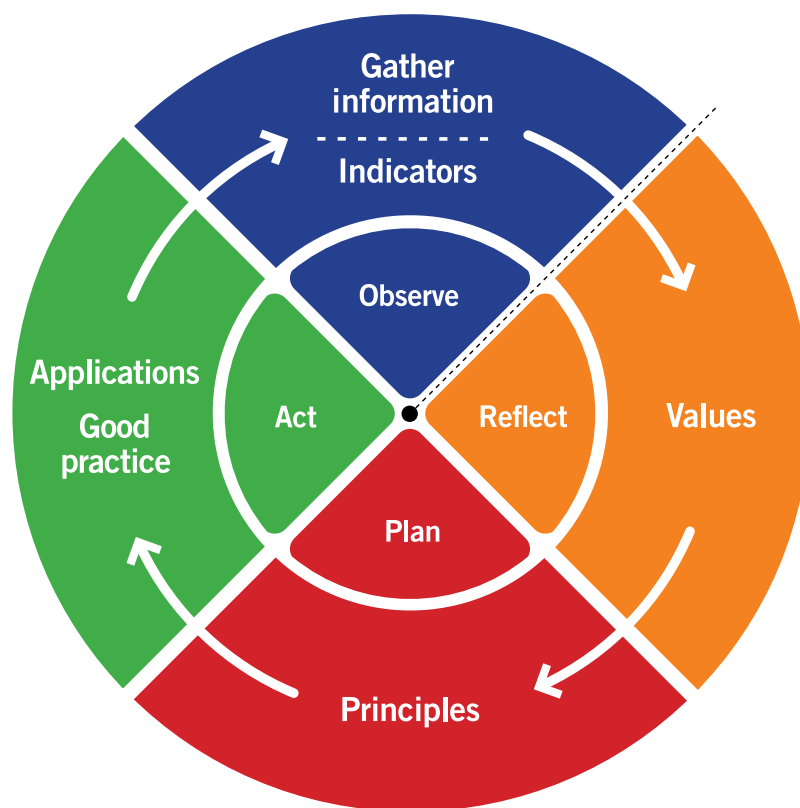 Gather
information
Indicators
Observe
Applications
Good
practice
Act
Reflect
Values
Plan
Principles